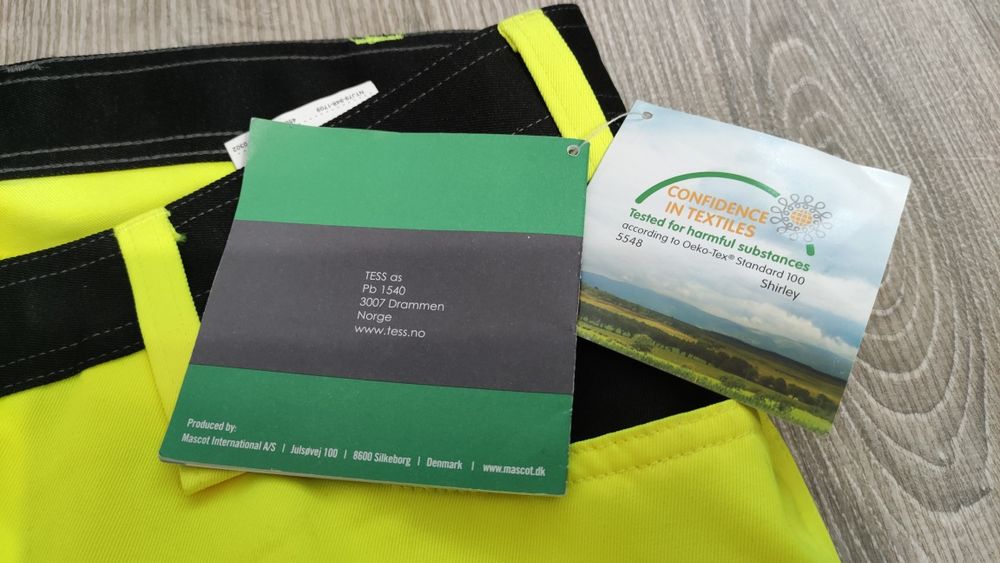 TESS as
Pb 1540
3007 Drammen
Norge
www.tess.no
Produced by:
Mascot International A/S | Julsøvej 100 | 8600 Silkeborg | Denmark | www.mascot.dk
CONFIDENCE
IN TEXTILES
Tested for harmful substances
according to Oeko-Tex® Standard 100
5548
Shirley